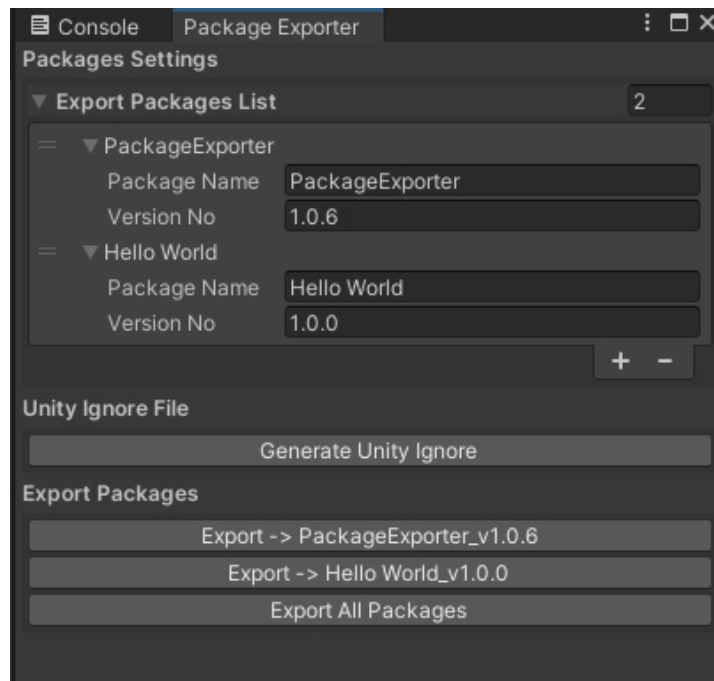 Console Package Exporter
Packages Settings
Export Packages List 2
PackageExporter
Package Name PackageExporter
Version No 1.0.6
Hello World
Package Name Hello World
Version No 1.0.0
+ -
Unity Ignore File
Generate Unity Ignore
Export Packages
Export -> PackageExporter_v1.0.6
Export -> Hello World_v1.0.0
Export All Packages